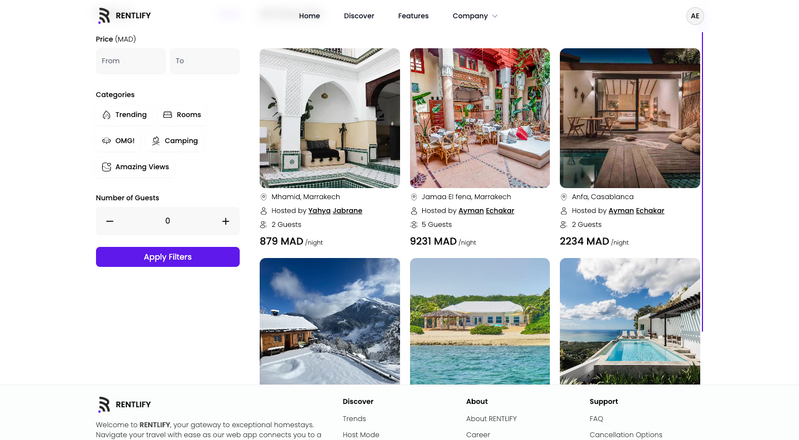 RENTLIFY
Home Discover Features Company
AE
Price (MAD)
From To
Categories
Trending Rooms
OMG! Camping
Amazing Views
Number of Guests
0
Apply Filters
Mhamid, Marrakech
Hosted by Yahya Jabrane
2 Guests
879 MAD /night
Jamaa El fena, Marrakech
Hosted by Ayman Echakar
5 Guests
9231 MAD /night
Anfa, Casablanca
Hosted by Ayman Echakar
2 Guests
2234 MAD /night
RENTLIFY
Welcome to RENTLIFY, your gateway to exceptional homestays.
Navigate your travel with ease as our web app connects you to a
Discover
Trends
Host Mode
About
About RENTLIFY
Career
Support
FAQ
Cancellation Options